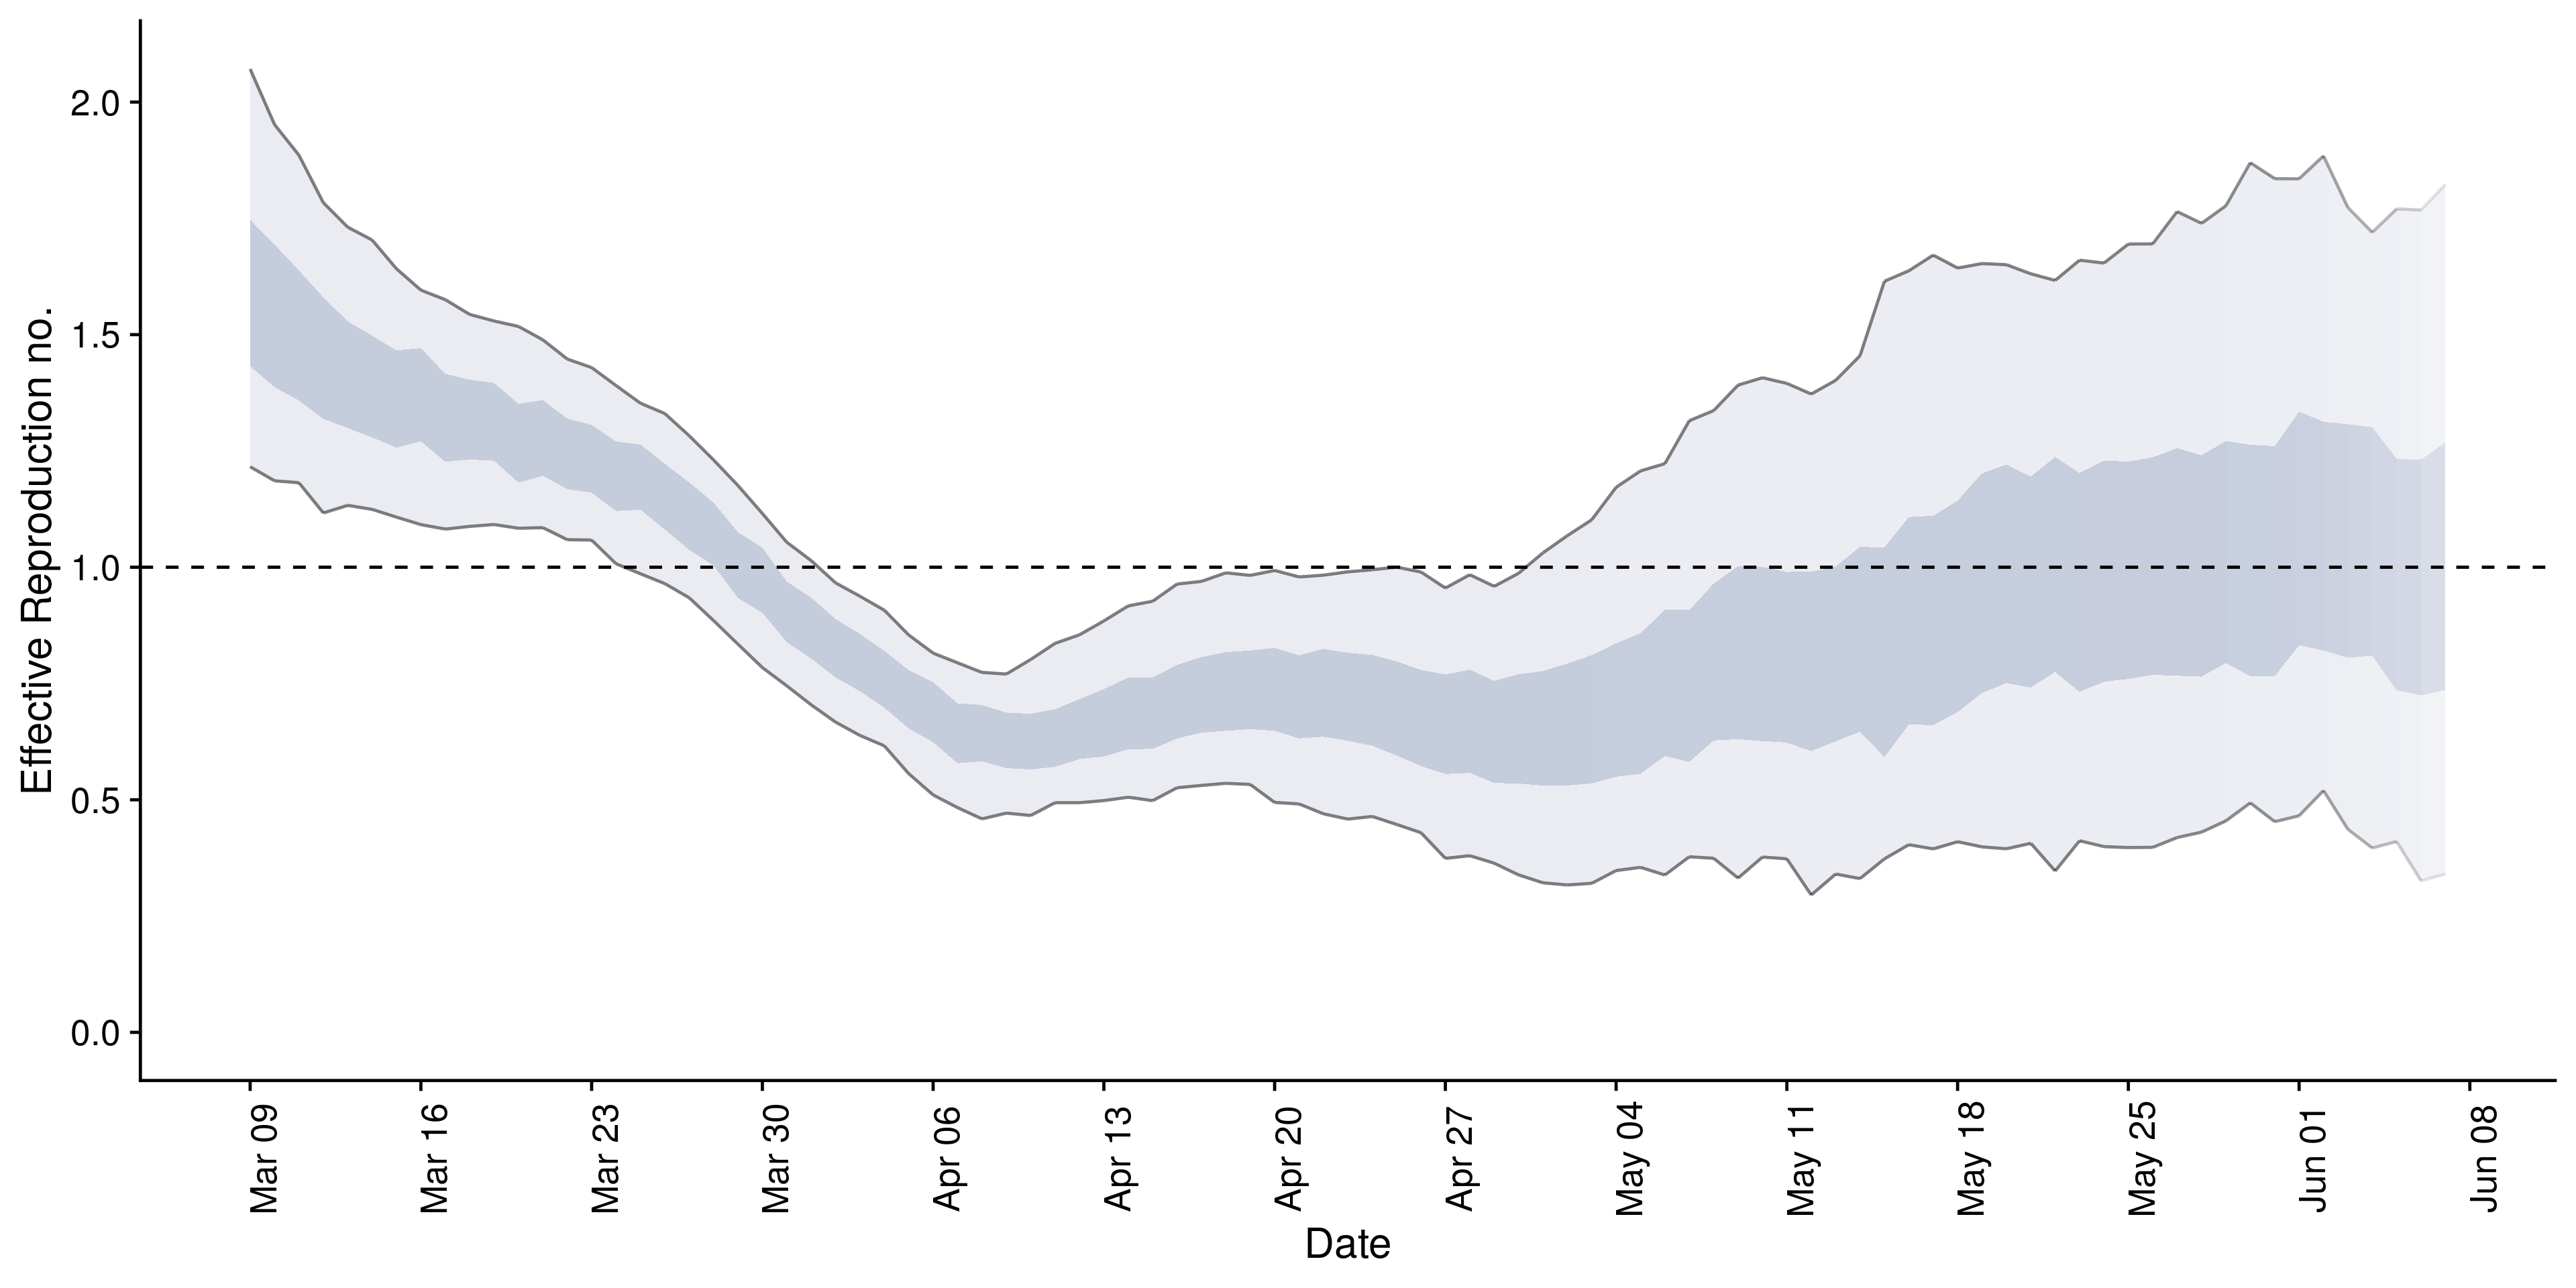 Effective Reproduction no.
2.0
1.5
1.0
0.5
0.0
Mar 09
Mar 16
Mar 23
Mar 30
Apr 06
Apr 13
Apr 20
Apr 27
May 04
May 11
May 18
May 25
Jun 01
Jun 08
Date